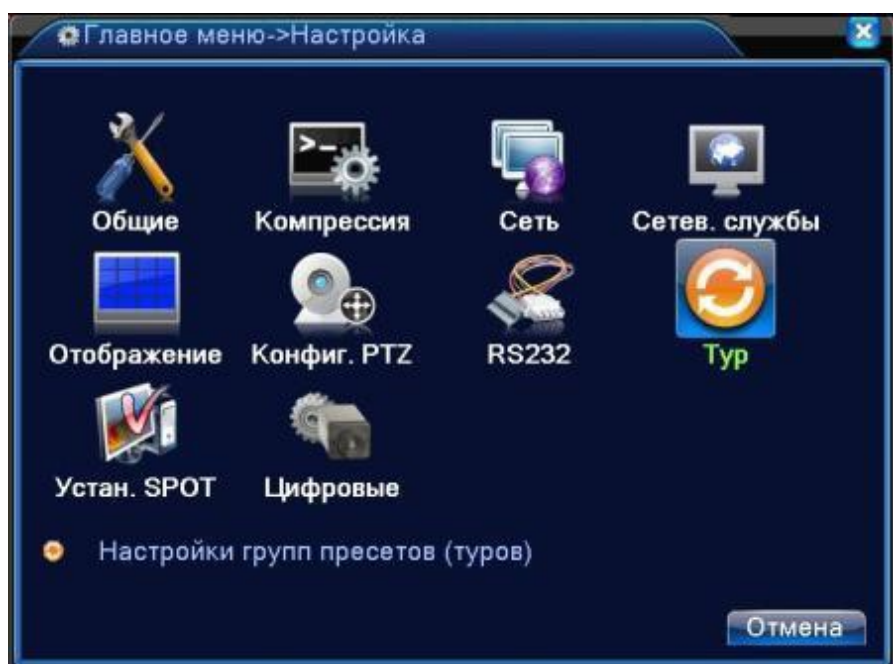 Главное меню->Настройка
Общие Компрессия Сеть Сетев. службы
Отображение Конфиг. PTZ RS232 Тур
Устан. SPOT Цифровые
Настройки групп пресетов (туров)
Отмена